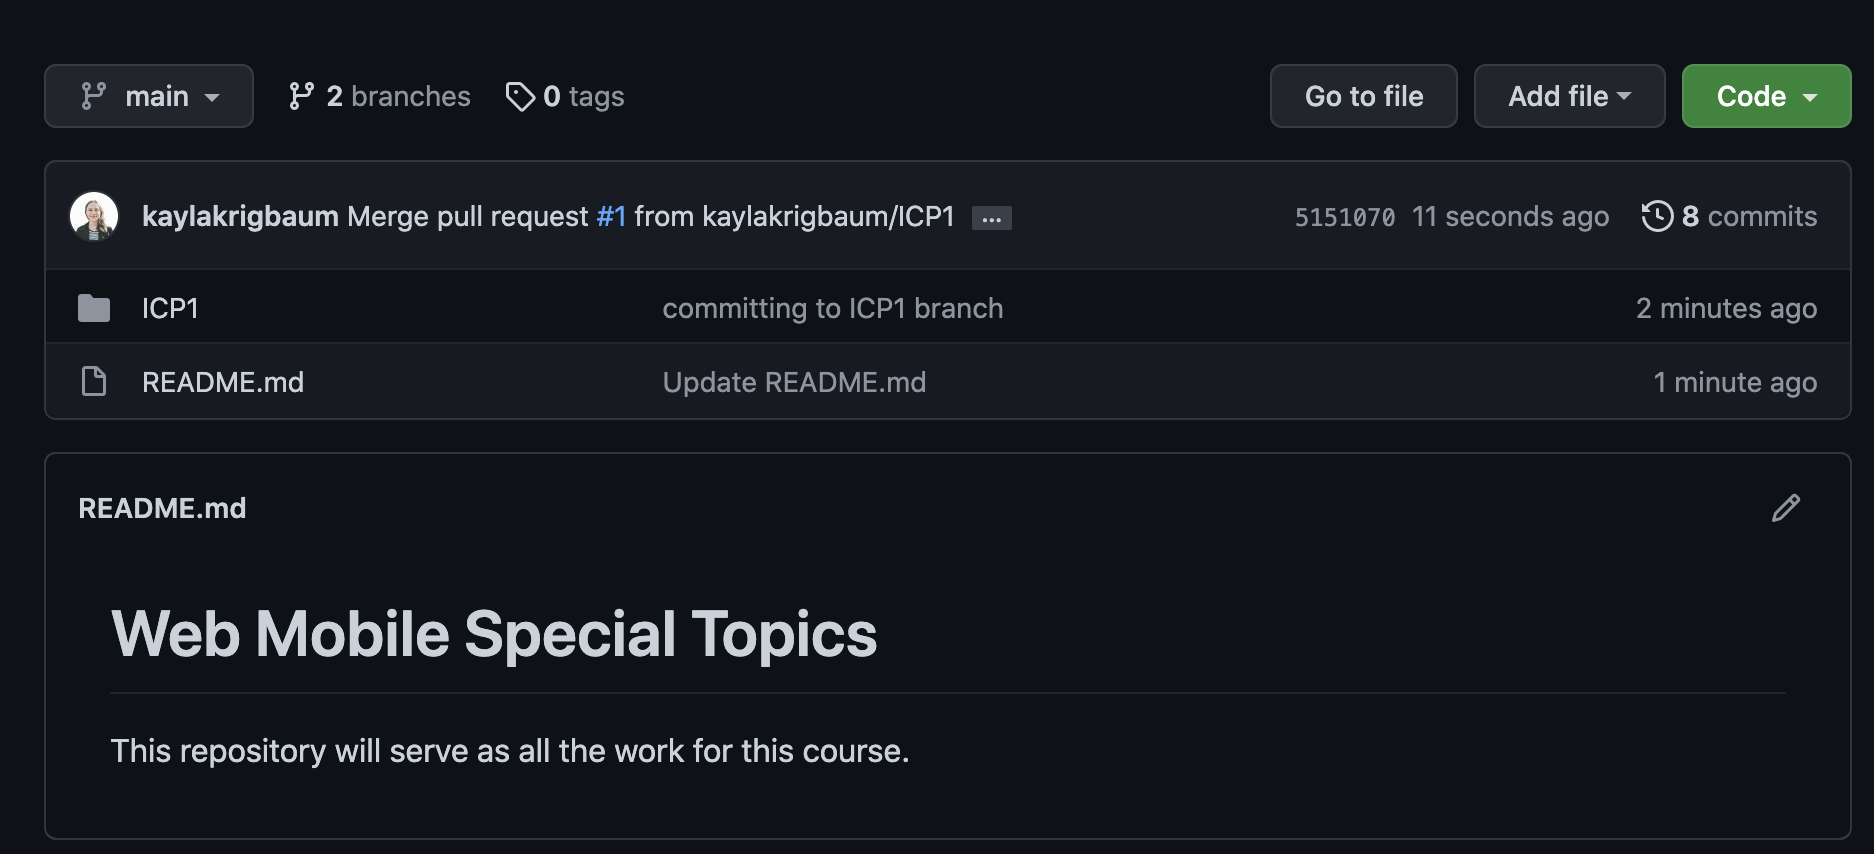 main 2 branches 0 tags Go to file Add file Code
kaylakrigbaum Merge pull request #1 from kaylakrigbaum/ICP1 ... 5151070 11 seconds ago 8 commits
ICP1 committing to ICP1 branch 2 minutes ago
README.md Update README.md 1 minute ago
README.md
Web Mobile Special Topics
This repository will serve as all the work for this course.